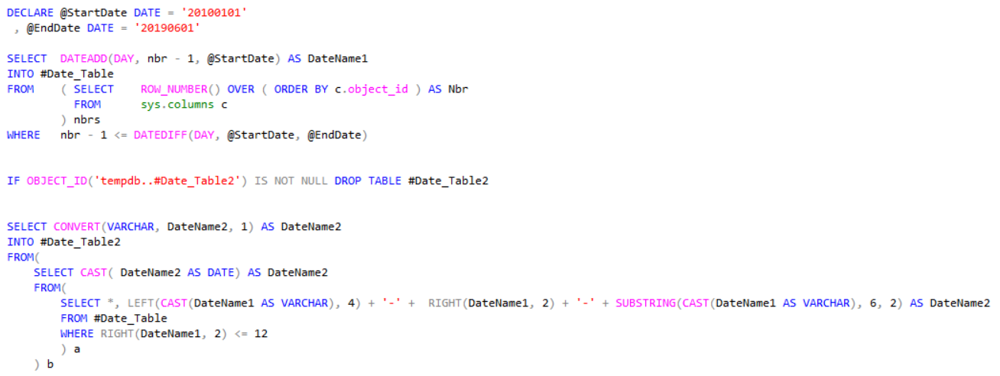 DECLARE @StartDate DATE = '20100101'
 , @EndDate DATE = '20190601'

SELECT  DATEADD(DAY, nbr - 1, @StartDate) AS DateName1
INTO #Date_Table
FROM    ( SELECT    ROW_NUMBER() OVER ( ORDER BY c.object_id ) AS Nbr
          FROM      sys.columns c
        ) nbrs
WHERE   nbr - 1 <= DATEDIFF(DAY, @StartDate, @EndDate)

IF OBJECT_ID('tempdb..#Date_Table2') IS NOT NULL DROP TABLE #Date_Table2

SELECT CONVERT(VARCHAR, DateName2, 1) AS DateName2
INTO #Date_Table2
FROM(
    SELECT CAST( DateName2 AS DATE) AS DateName2
    FROM(
        SELECT *, LEFT(CAST(DateName1 AS VARCHAR), 4) + '-' +  RIGHT(DateName1, 2) + '-' + SUBSTRING(CAST(DateName1 AS VARCHAR), 6, 2) AS DateName2
        FROM #Date_Table
        WHERE RIGHT(DateName1, 2) <= 12
        ) a
    ) b